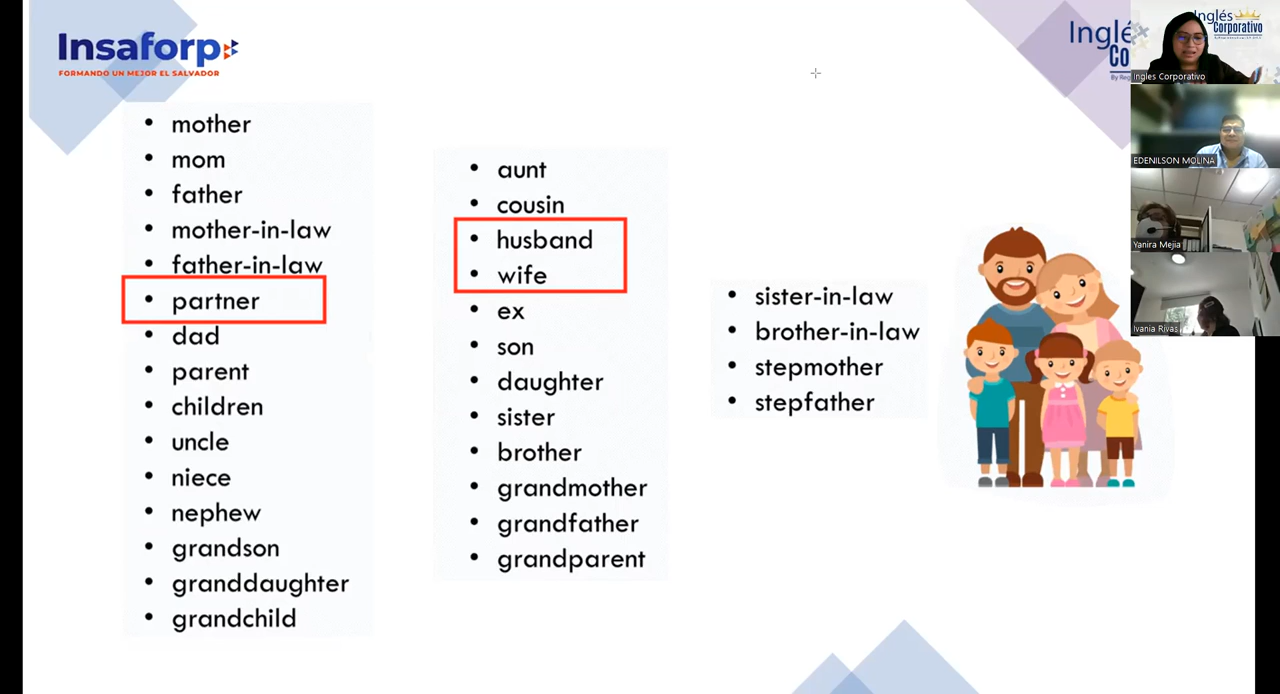 Insaforp
FORMANDO UN MEJOR EL SALVADOR
• mother
• mom
• father
• mother-in-law
• father-in-law
• partner
• dad
• parent
• children
• uncle
• niece
• nephew
• grandson
• granddaughter
• grandchild
• aunt
• cousin
• husband
• wife
• ex
• son
• daughter
• sister
• brother
• grandmother
• grandfather
• grandparent
• sister-in-law
• brother-in-law
• stepmother
• stepfather
Inglés
Corporativo
Ingles Corporativo
EDENILSON MOLINA
Yanira Mejia
Ivania Rivas